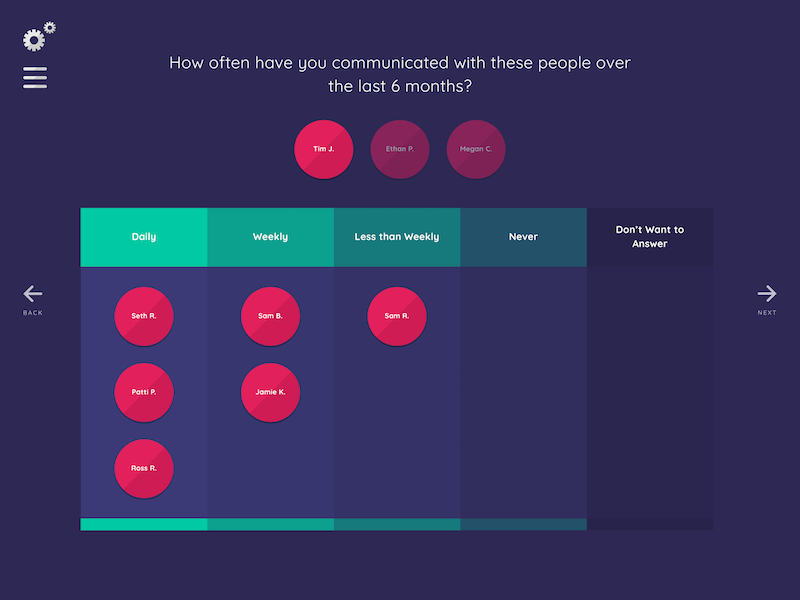 How often have you communicated with these people over
the last 6 months?
Tim J.
Ethan P.
Megan C.
Daily
Weekly
Less than Weekly
Never
Don't Want to
Answer
Seth R.
Sam B.
Sam R.
BACK
NEXT
Patti P.
Jamie K.
Ross R.